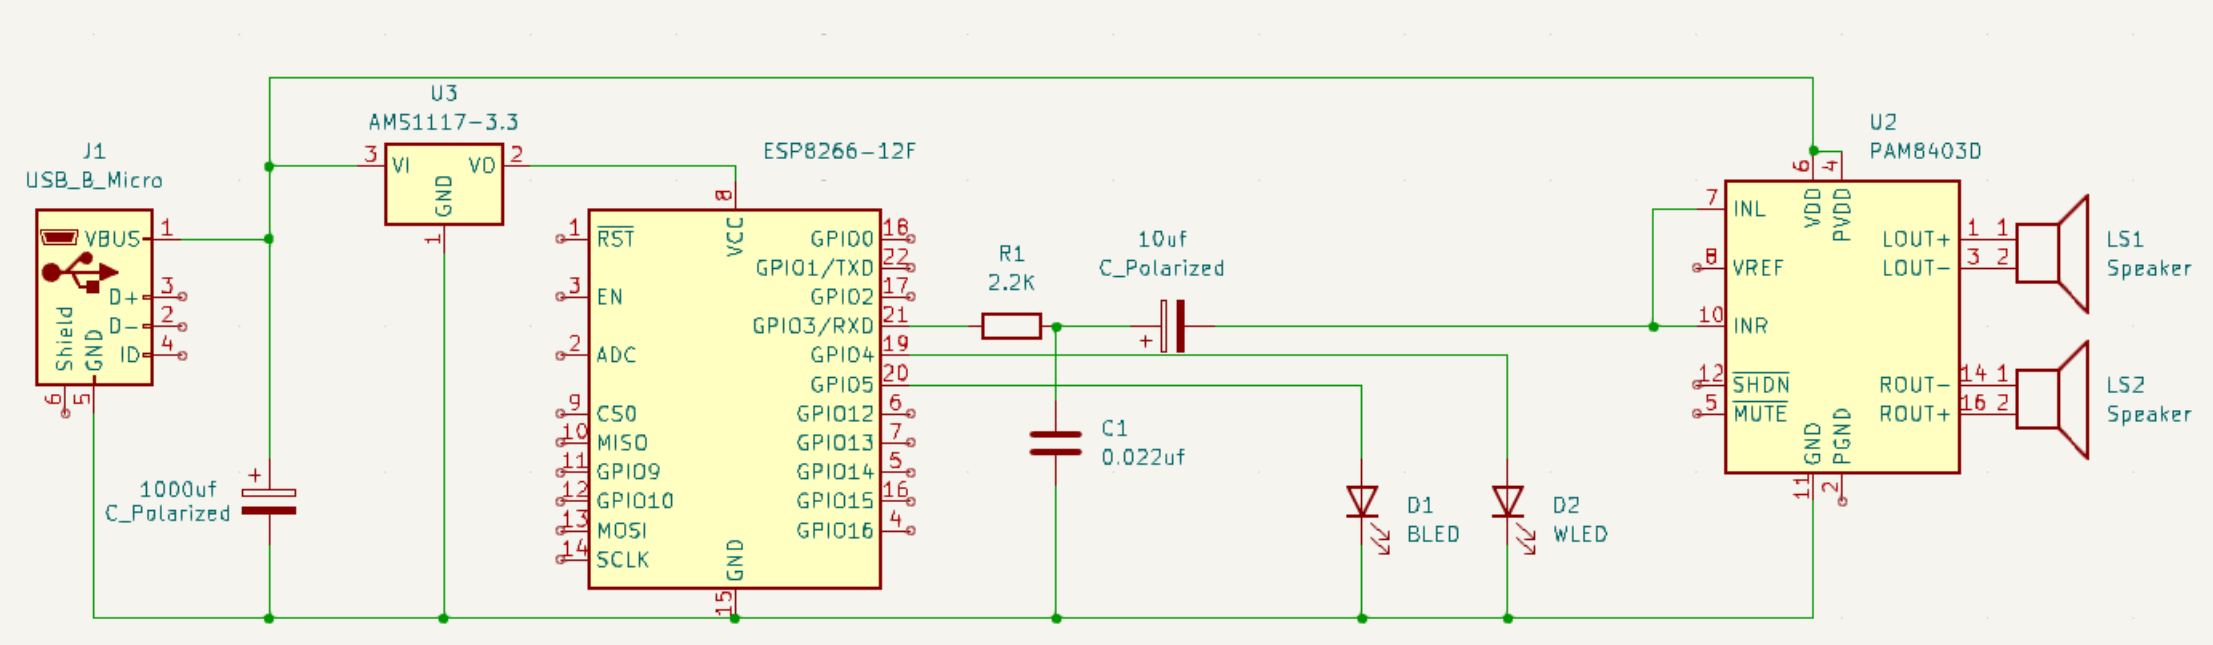 J1
USB_B_Micro
VBUS
1
D+
3
D-
2
ID
4
Shield
GND
6
5
1000uf
C_Polarized
+
U3
AMS1117-3.3
3
VI
VO
2
GND
1
ESP8266-12F
8
VCC
1
RST
3
EN
2
ADC
9
CS0
10
MISO
11
GPIO9
12
GPIO10
13
MOSI
14
SCLK
GPIO0
18
GPIO1/TXD
22
GPIO2
17
GPIO3/RXD
21
GPIO4
19
GPIO5
20
GPIO12
6
GPIO13
7
GPIO14
5
GPIO15
16
GPIO16
4
GND
15
R1
2.2K
10uf
C_Polarized
+
C1
0.022uf
D1
BLED
D2
WLED
U2
PAM8403D
6
4
VDD
PVDD
7
INL
8
VREF
10
INR
12
SHDN
5
MUTE
LOUT+
1
1
LOUT-
3
2
ROUT-
14
1
ROUT+
16
2
GND
PGND
11
2
LS1
Speaker
LS2
Speaker